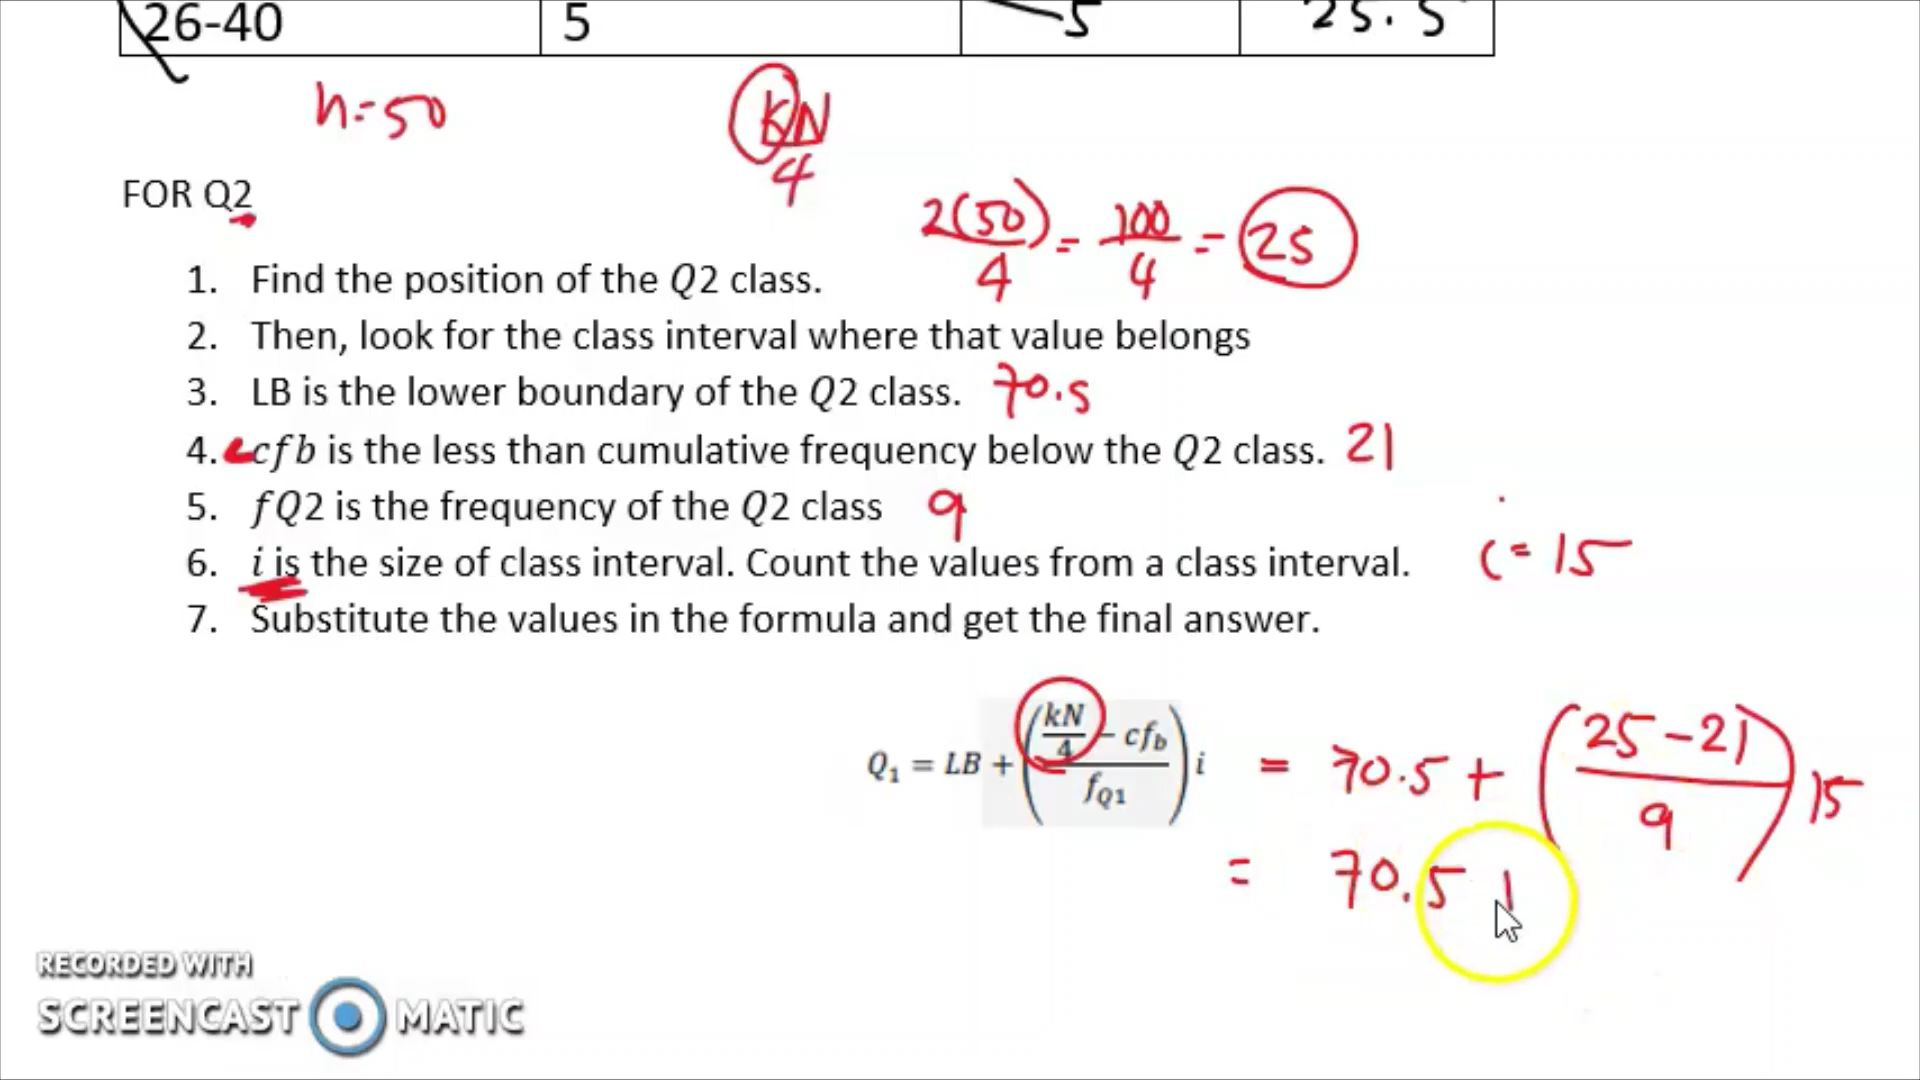 26-40 5 5 25.5
n=50
kN
4
FOR Q2
2(50)/4 = 100/4 = 25
1. Find the position of the Q2 class.
2. Then, look for the class interval where that value belongs
3. LB is the lower boundary of the Q2 class. 70.5
4. cfb is the less than cumulative frequency below the Q2 class. 21
5. fQ2 is the frequency of the Q2 class 9
6. i is the size of class interval. Count the values from a class interval. i = 15
7. Substitute the values in the formula and get the final answer.
Q₁ = LB + ((kN/4 - cf_b)/f_Q1) i = 70.5 + ((25-21)/9) 15
= 70.5
RECORDED WITH
SCREENCAST MATIC